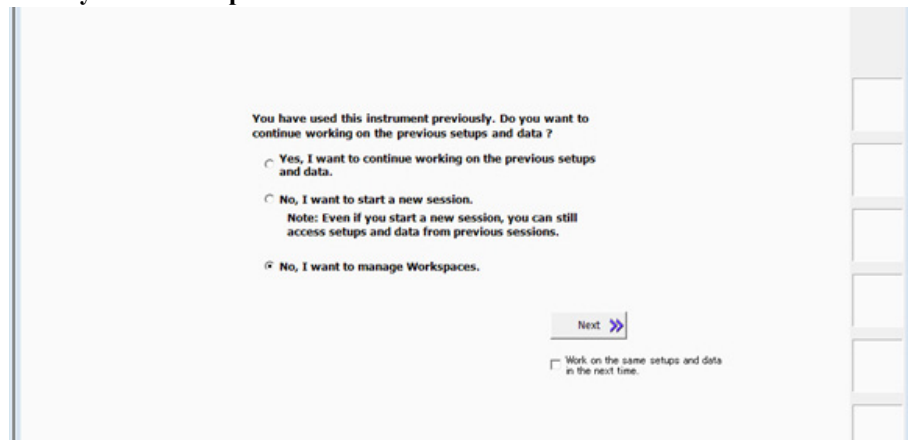 You have used this instrument previously. Do you want to
continue working on the previous setups and data ?
Yes, I want to continue working on the previous setups
and data.
No, I want to start a new session.
Note: Even if you start a new session, you can still
access setups and data from previous sessions.
No, I want to manage Workspaces.
Next
Work on the same setups and data
in the next time.